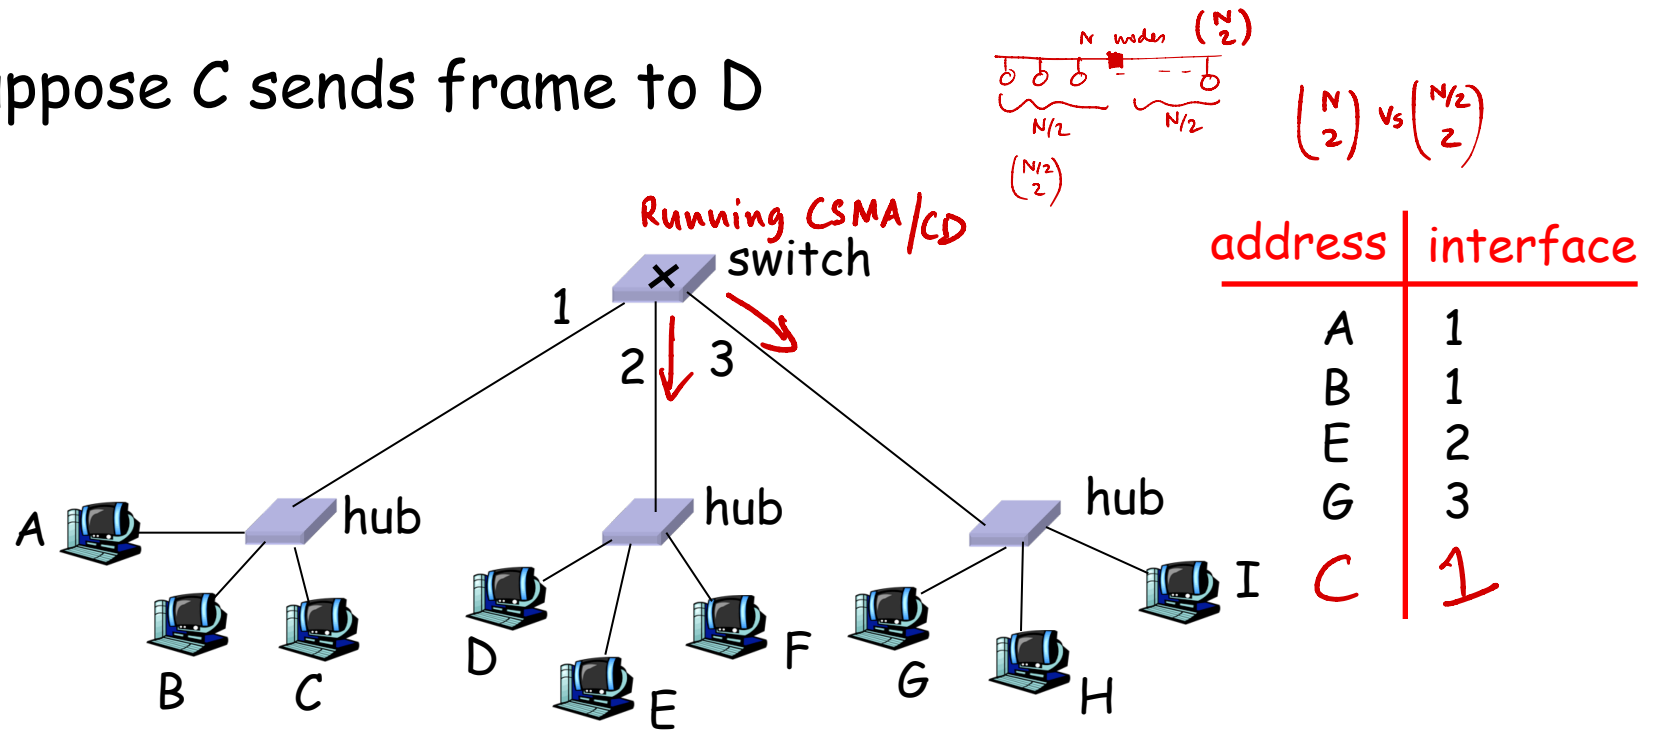 ppose C sends frame to D
N nodes (N 2)
N/2 N/2
(N/2 2)
(N 2) vs (N/2 2)
Running CSMA/CD
switch
1
2
3
address interface
A 1
B 1
E 2
G 3
C 1
hub
hub
hub
A
B
C
D
E
F
G
H
I